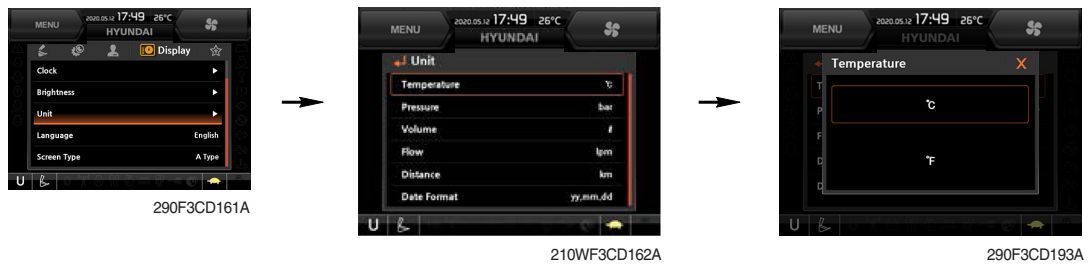 MENU
2020.05.12 17:49 26°C
HYUNDAI
Display
Clock
Brightness
Unit
Language English
Screen Type A Type
U
290F3CD161A
MENU
2020.05.12 17:49 26°C
HYUNDAI
Unit
Temperature ℃
Pressure bar
Volume ℓ
Flow lpm
Distance km
Date Format yy,mm,dd
U
210WF3CD162A
MENU
2020.05.12 17:49 26°C
HYUNDAI
Temperature X
T
℃
P
F
℉
D
D
U
290F3CD193A